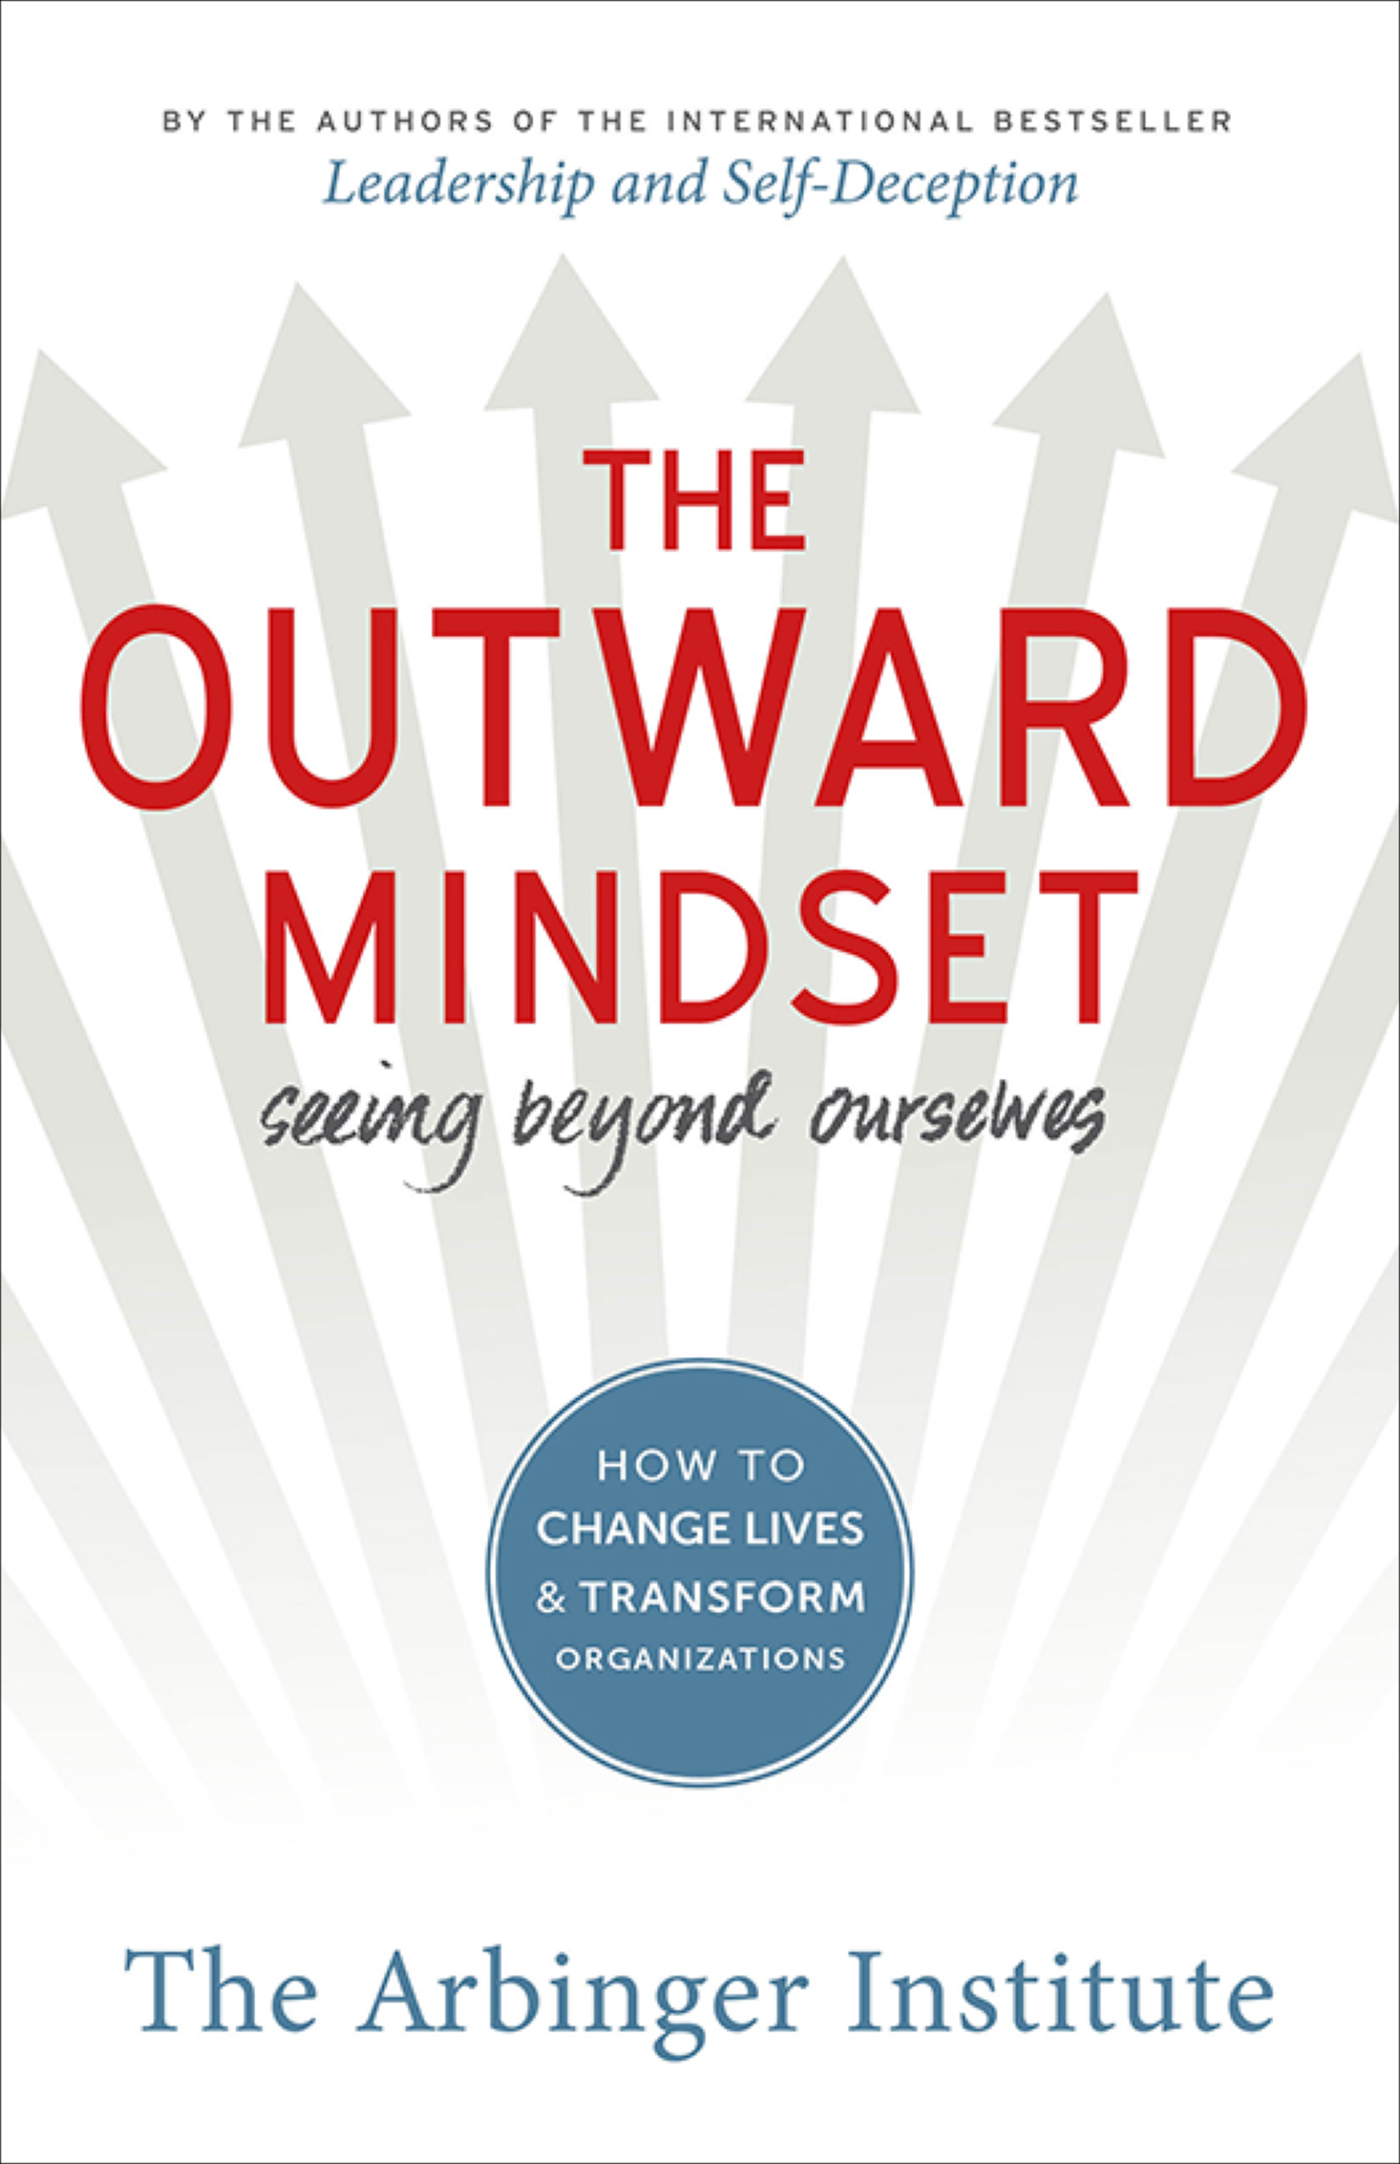 BY THE AUTHORS OF THE INTERNATIONAL BESTSELLER
Leadership and Self-Deception
THE
OUTWARD
MINDSET
seeing beyond ourselves
HOW TO
CHANGE LIVES
& TRANSFORM
ORGANIZATIONS
The Arbinger Institute